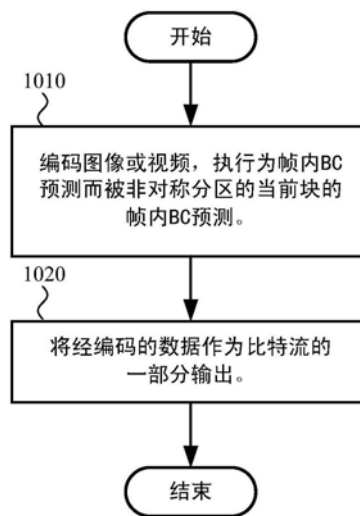 开始
1010
编码图像或视频，执行为帧内BC
预测而被非对称分区的当前块的
帧内BC预测。
1020
将经编码的数据作为比特流的
一部分输出。
结束